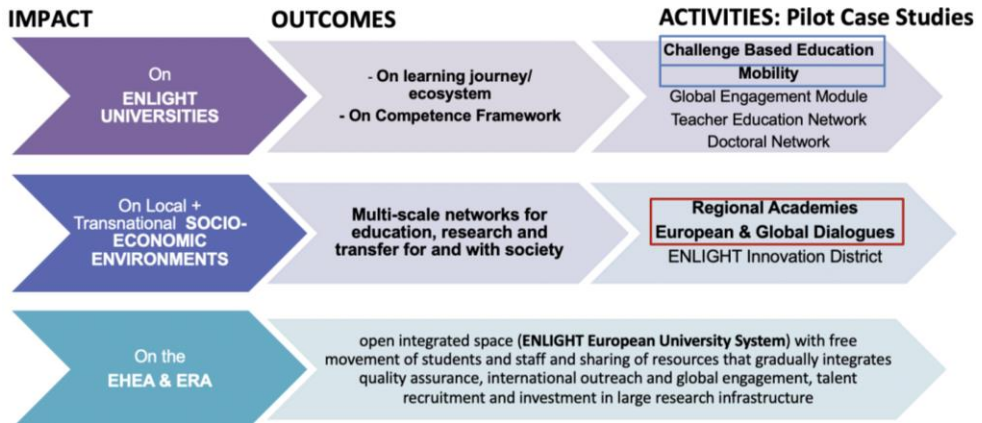 IMPACT
OUTCOMES
ACTIVITIES: Pilot Case Studies
On
ENLIGHT
UNIVERSITIES
- On learning journey/
ecosystem
- On Competence Framework
Challenge Based Education
Mobility
Global Engagement Module
Teacher Education Network
Doctoral Network
On Local +
Transnational SOCIO-
ECONOMIC
ENVIRONMENTS
Multi-scale networks for
education, research and
transfer for and with society
Regional Academies
European & Global Dialogues
ENLIGHT Innovation District
On the
EHEA & ERA
open integrated space (ENLIGHT European University System) with free
movement of students and staff and sharing of resources that gradually integrates
quality assurance, international outreach and global engagement, talent
recruitment and investment in large research infrastructure